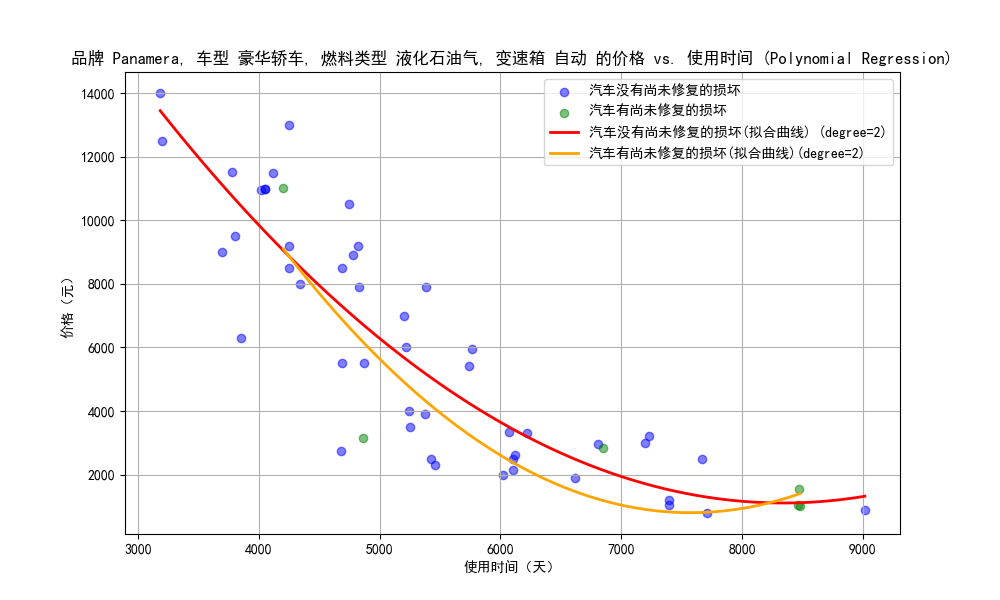 品牌 Panamera, 车型 豪华轿车, 燃料类型 液化石油气, 变速箱 自动 的价格 vs. 使用时间 (Polynomial Regression)
汽车没有尚未修复的损坏
汽车有尚未修复的损坏
汽车没有尚未修复的损坏(拟合曲线) (degree=2)
汽车有尚未修复的损坏(拟合曲线)(degree=2)
14000
12000
10000
8000
6000
4000
2000
价格（元）
3000 4000 5000 6000 7000 8000 9000
使用时间（天）